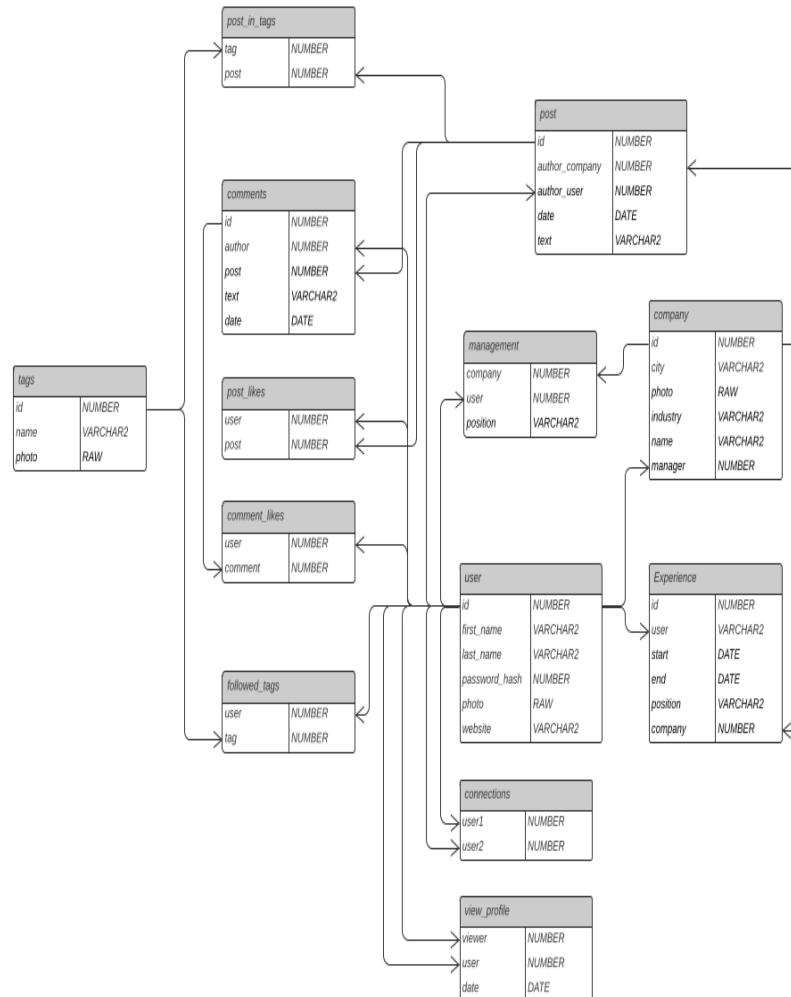 post_in_tags
tag NUMBER
post NUMBER
post
id NUMBER
author_company NUMBER
author_user NUMBER
date DATE
text VARCHAR2
comments
id NUMBER
author NUMBER
post NUMBER
text VARCHAR2
date DATE
company
id NUMBER
city VARCHAR2
photo RAW
industry VARCHAR2
name VARCHAR2
manager NUMBER
management
company NUMBER
user NUMBER
position VARCHAR2
tags
id NUMBER
name VARCHAR2
photo RAW
post_likes
user NUMBER
post NUMBER
comment_likes
user NUMBER
comment NUMBER
user
id NUMBER
first_name VARCHAR2
last_name VARCHAR2
password_hash NUMBER
photo RAW
website VARCHAR2
Experience
id NUMBER
user VARCHAR2
start DATE
end DATE
position VARCHAR2
company NUMBER
followed_tags
user NUMBER
tag NUMBER
connections
user1 NUMBER
user2 NUMBER
view_profile
viewer NUMBER
user NUMBER
date DATE